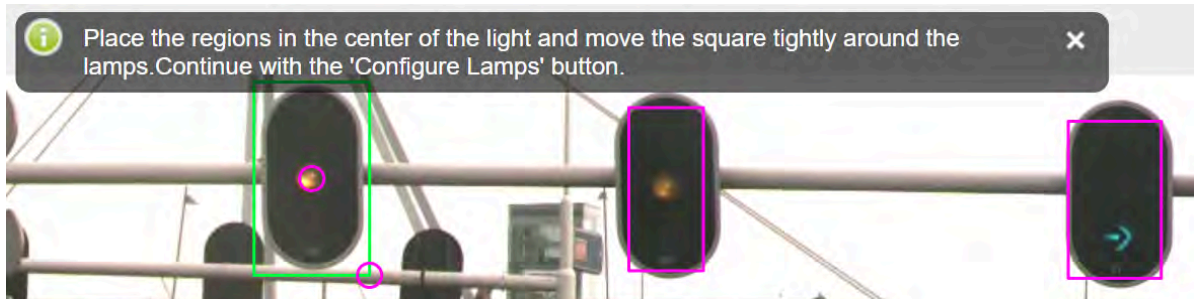 Place the regions in the center of the light and move the square tightly around the
lamps.Continue with the 'Configure Lamps' button.